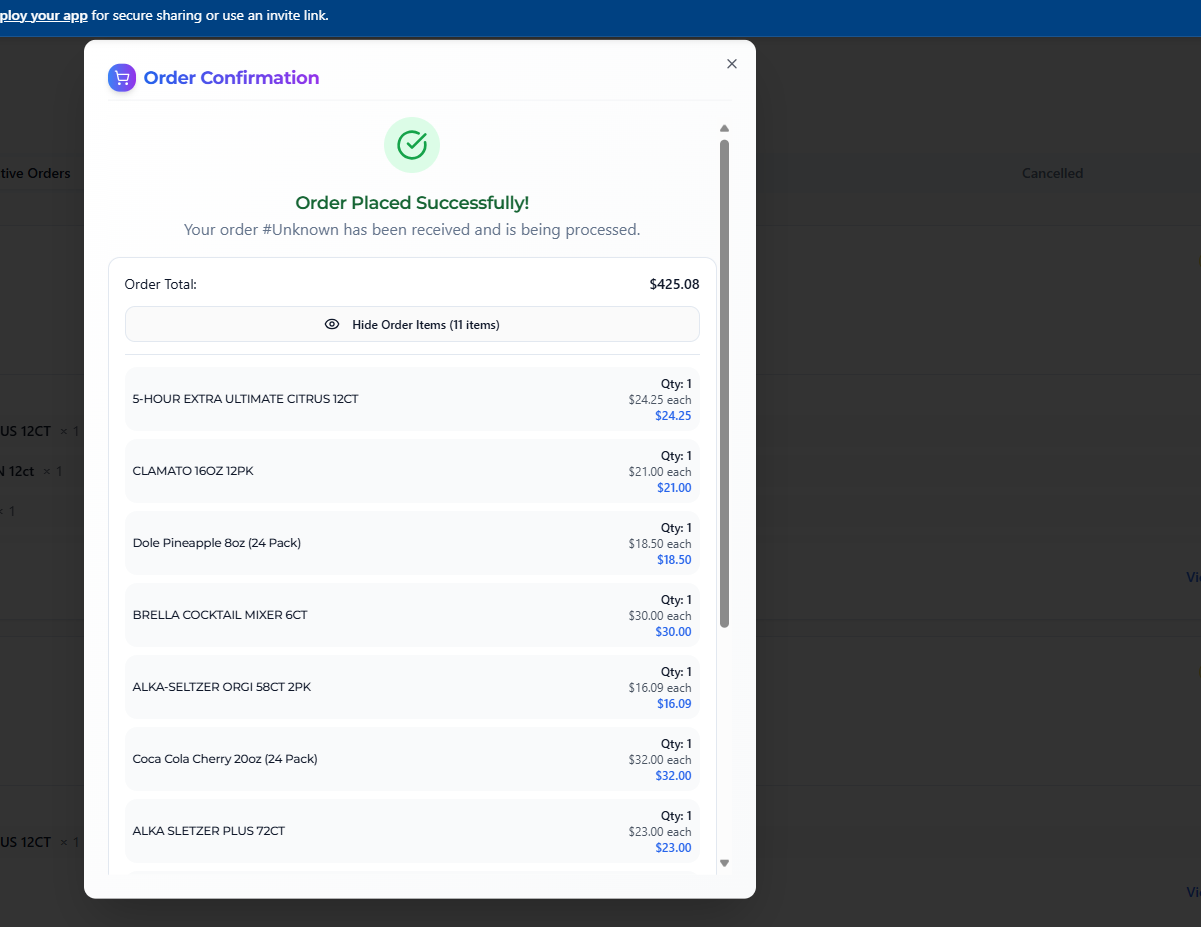 ploy your app for secure sharing or use an invite link.
Order Confirmation
tive Orders
Cancelled
Order Placed Successfully!
Your order #Unknown has been received and is being processed.
Order Total:
$425.08
Hide Order Items (11 items)
5-HOUR EXTRA ULTIMATE CITRUS 12CT
Qty: 1
$24.25 each
$24.25
US 12CT × 1
CLAMATO 16OZ 12PK
Qty: 1
$21.00 each
$21.00
N 12ct × 1
× 1
Dole Pineapple 8oz (24 Pack)
Qty: 1
$18.50 each
$18.50
Vi
BRELLA COCKTAIL MIXER 6CT
Qty: 1
$30.00 each
$30.00
ALKA-SELTZER ORGI 58CT 2PK
Qty: 1
$16.09 each
$16.09
Coca Cola Cherry 20oz (24 Pack)
Qty: 1
$32.00 each
$32.00
ALKA SLETZER PLUS 72CT
Qty: 1
$23.00 each
$23.00
US 12CT × 1
Vi